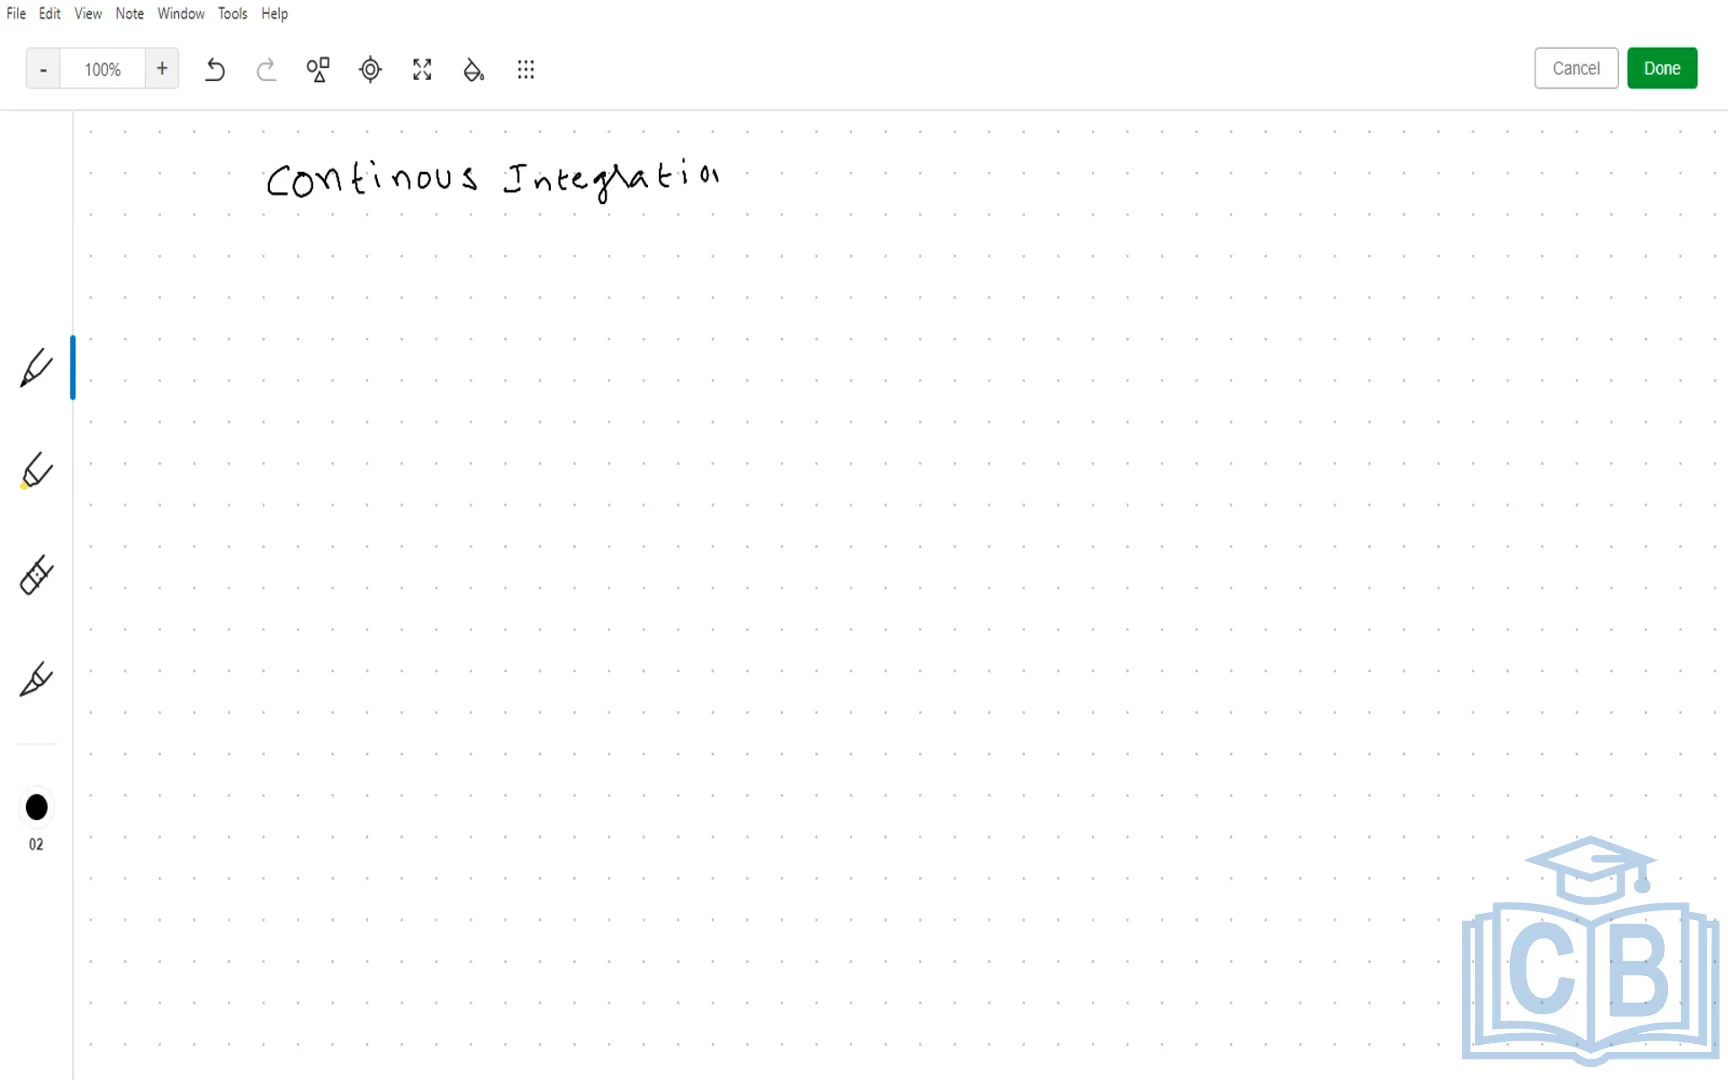 File Edit View Note Window Tools Help
- 100% + Cancel Done
Continous Integration
02
CB